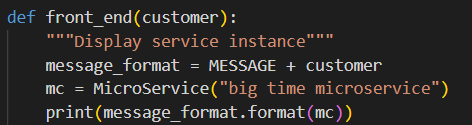 def front_end(customer):
    """Display service instance"""
    message_format = MESSAGE + customer
    mc = MicroService("big time microservice")
    print(message_format.format(mc))